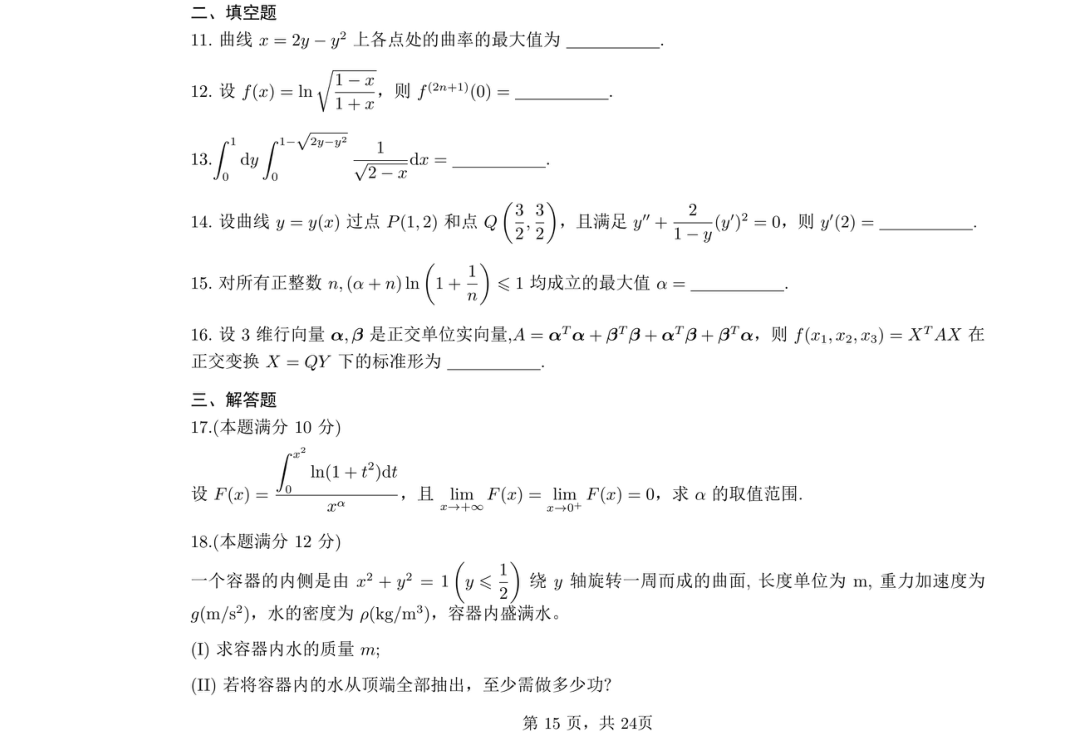 二、填空题
11. 曲线 x = 2y − y² 上各点处的曲率的最大值为 __________.
12. 设 f(x) = ln √((1 − x)/(1 + x))，则 f^(2n+1)(0) = __________.
13. ∫₀¹ dy ∫₀^(1−√(2y−y²)) 1/√(2 − x) dx = __________.
14. 设曲线 y = y(x) 过点 P(1, 2) 和点 Q (3/2, 3/2)，且满足 y″ + 2/(1 − y) (y′)² = 0，则 y′(2) = __________.
15. 对所有正整数 n, (α + n) ln (1 + 1/n) ⩽ 1 均成立的最大值 α = __________.
16. 设 3 维行向量 α, β 是正交单位实向量,A = αᵀα + βᵀβ + αᵀβ + βᵀα，则 f(x₁, x₂, x₃) = XᵀAX 在
正交变换 X = QY 下的标准形为 __________.
三、解答题
17.(本题满分 10 分)
设 F(x) = (∫₀^(x²) ln(1 + t²)dt)/x^α，且 lim_(x→+∞) F(x) = lim_(x→0⁺) F(x) = 0，求 α 的取值范围.
18.(本题满分 12 分)
一个容器的内侧是由 x² + y² = 1 (y ⩽ 1/2) 绕 y 轴旋转一周而成的曲面, 长度单位为 m, 重力加速度为
g(m/s²)，水的密度为 ρ(kg/m³)，容器内盛满水。
(I) 求容器内水的质量 m;
(II) 若将容器内的水从顶端全部抽出，至少需做多少功?
第 15 页，共 24页